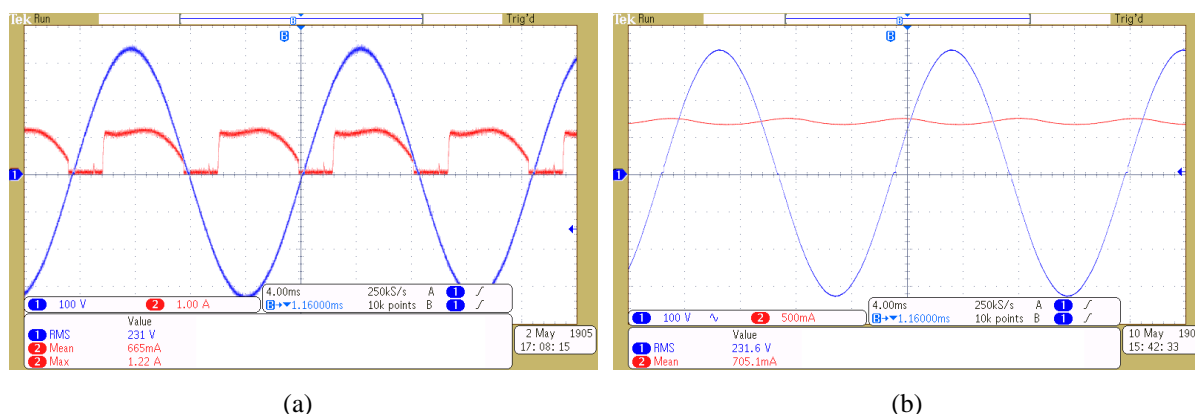 Tek Run Trig'd
B
B
1
4.00ms 250kS/s A 1
1 100 V 2 1.00 A B→▼1.16000ms 10k points B 1
Value
1 RMS 231 V
2 Mean 665mA
2 Max 1.22 A
2 May 1905
17:08:15
(a)
Tek Run Trig'd
B
B
1
4.00ms 250kS/s A 1
1 100 V ∿ 2 500mA B→▼1.16000ms 10k points B 1
Value
1 RMS 231.6 V
2 Mean 705.1mA
10 May 190
15:42:33
(b)